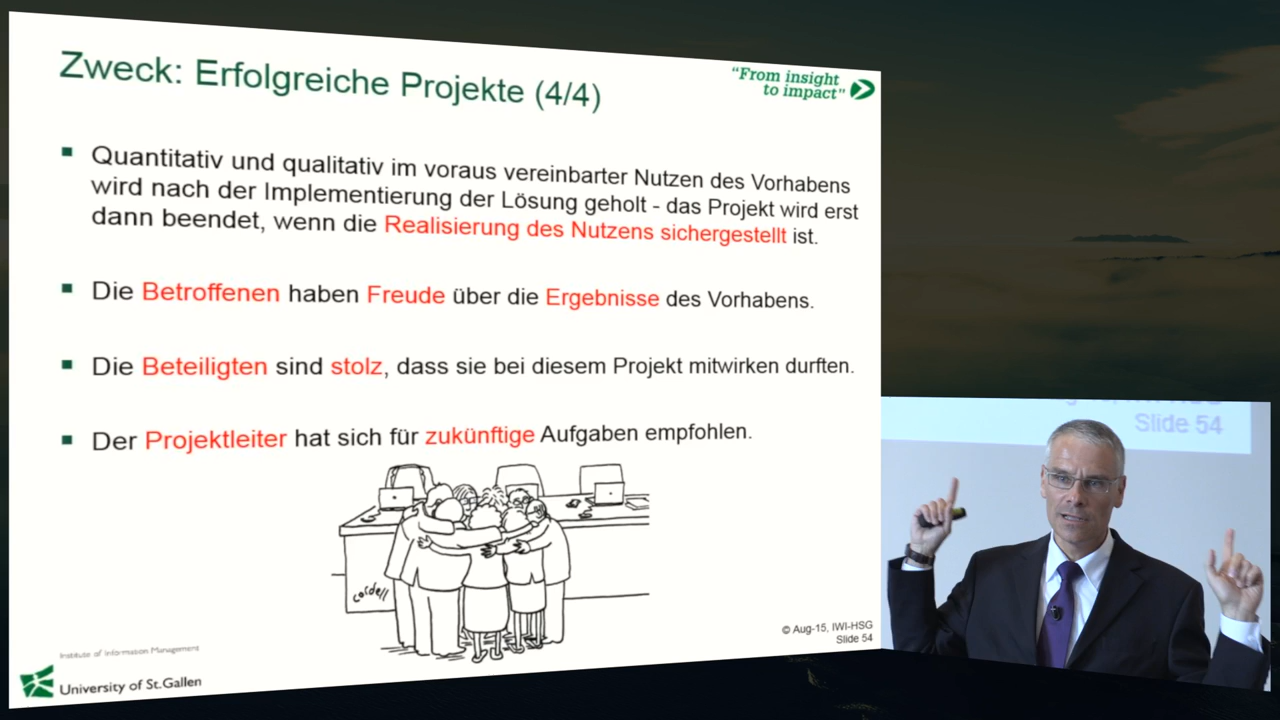 Zweck: Erfolgreiche Projekte (4/4)
"From insight
to impact"
Quantitativ und qualitativ im voraus vereinbarter Nutzen des Vorhabens
wird nach der Implementierung der Lösung geholt - das Projekt wird erst
dann beendet, wenn die Realisierung des Nutzens sichergestellt ist.
Die Betroffenen haben Freude über die Ergebnisse des Vorhabens.
Die Beteiligten sind stolz, dass sie bei diesem Projekt mitwirken durften.
Der Projektleiter hat sich für zukünftige Aufgaben empfohlen.
cordell
© Aug-15, IWI-HSG
Slide 54
Institute of Information Management
University of St.Gallen
Slide 54